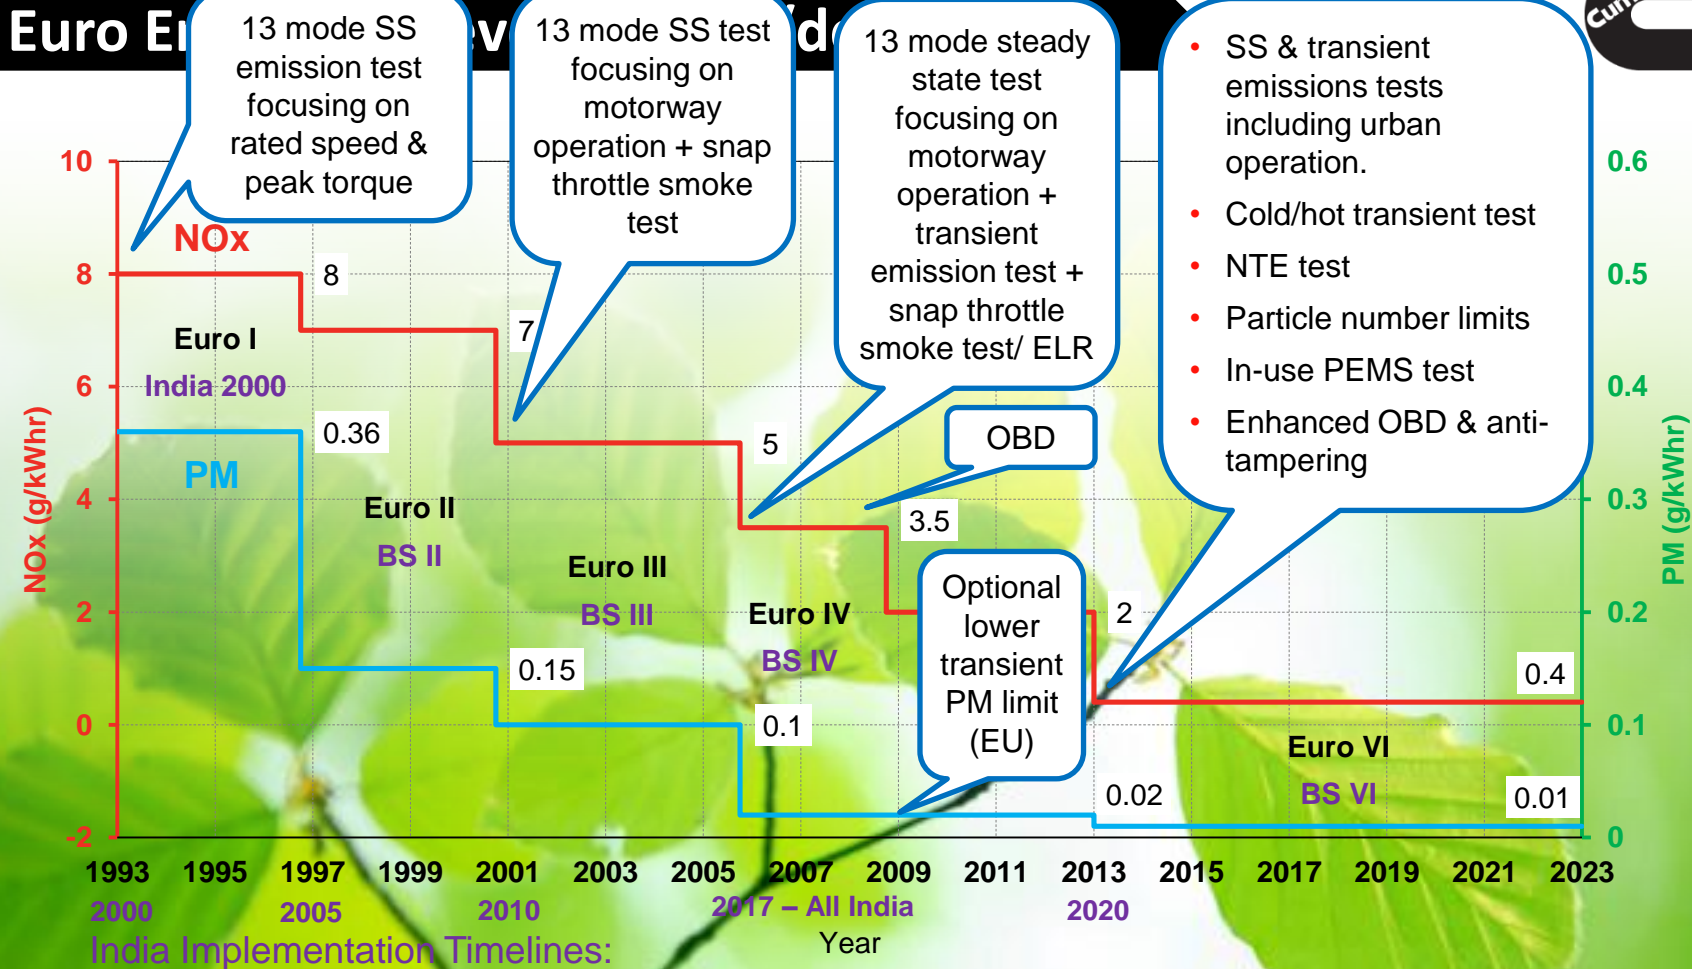 Euro E
13 mode SS
emission test
focusing on
rated speed &
peak torque
13 mode SS test
focusing on
motorway
operation + snap
throttle smoke
test
13 mode steady
state test
focusing on
motorway
operation +
transient
emission test +
snap throttle
smoke test/ ELR
• SS & transient
emissions tests
including urban
operation.
• Cold/hot transient test
• NTE test
• Particle number limits
• In-use PEMS test
• Enhanced OBD & anti-
tampering
10
8
6
4
2
0
-2
NOx (g/kWhr)
NOx
8
7
5
3.5
2
0.4
Euro I
India 2000
PM
0.36
0.15
0.1
0.02
0.01
Euro II
BS II
Euro III
BS III
Euro IV
BS IV
OBD
Optional
lower
transient
PM limit
(EU)
Euro VI
BS VI
0.6
0.5
0.4
0.3
0.2
0.1
0
PM (g/kWhr)
1993 1995 1997 1999 2001 2003 2005 2007 2009 2011 2013 2015 2017 2019 2021 2023
2000 2005 2010 2017 – All India 2020
Year
India Implementation Timelines: